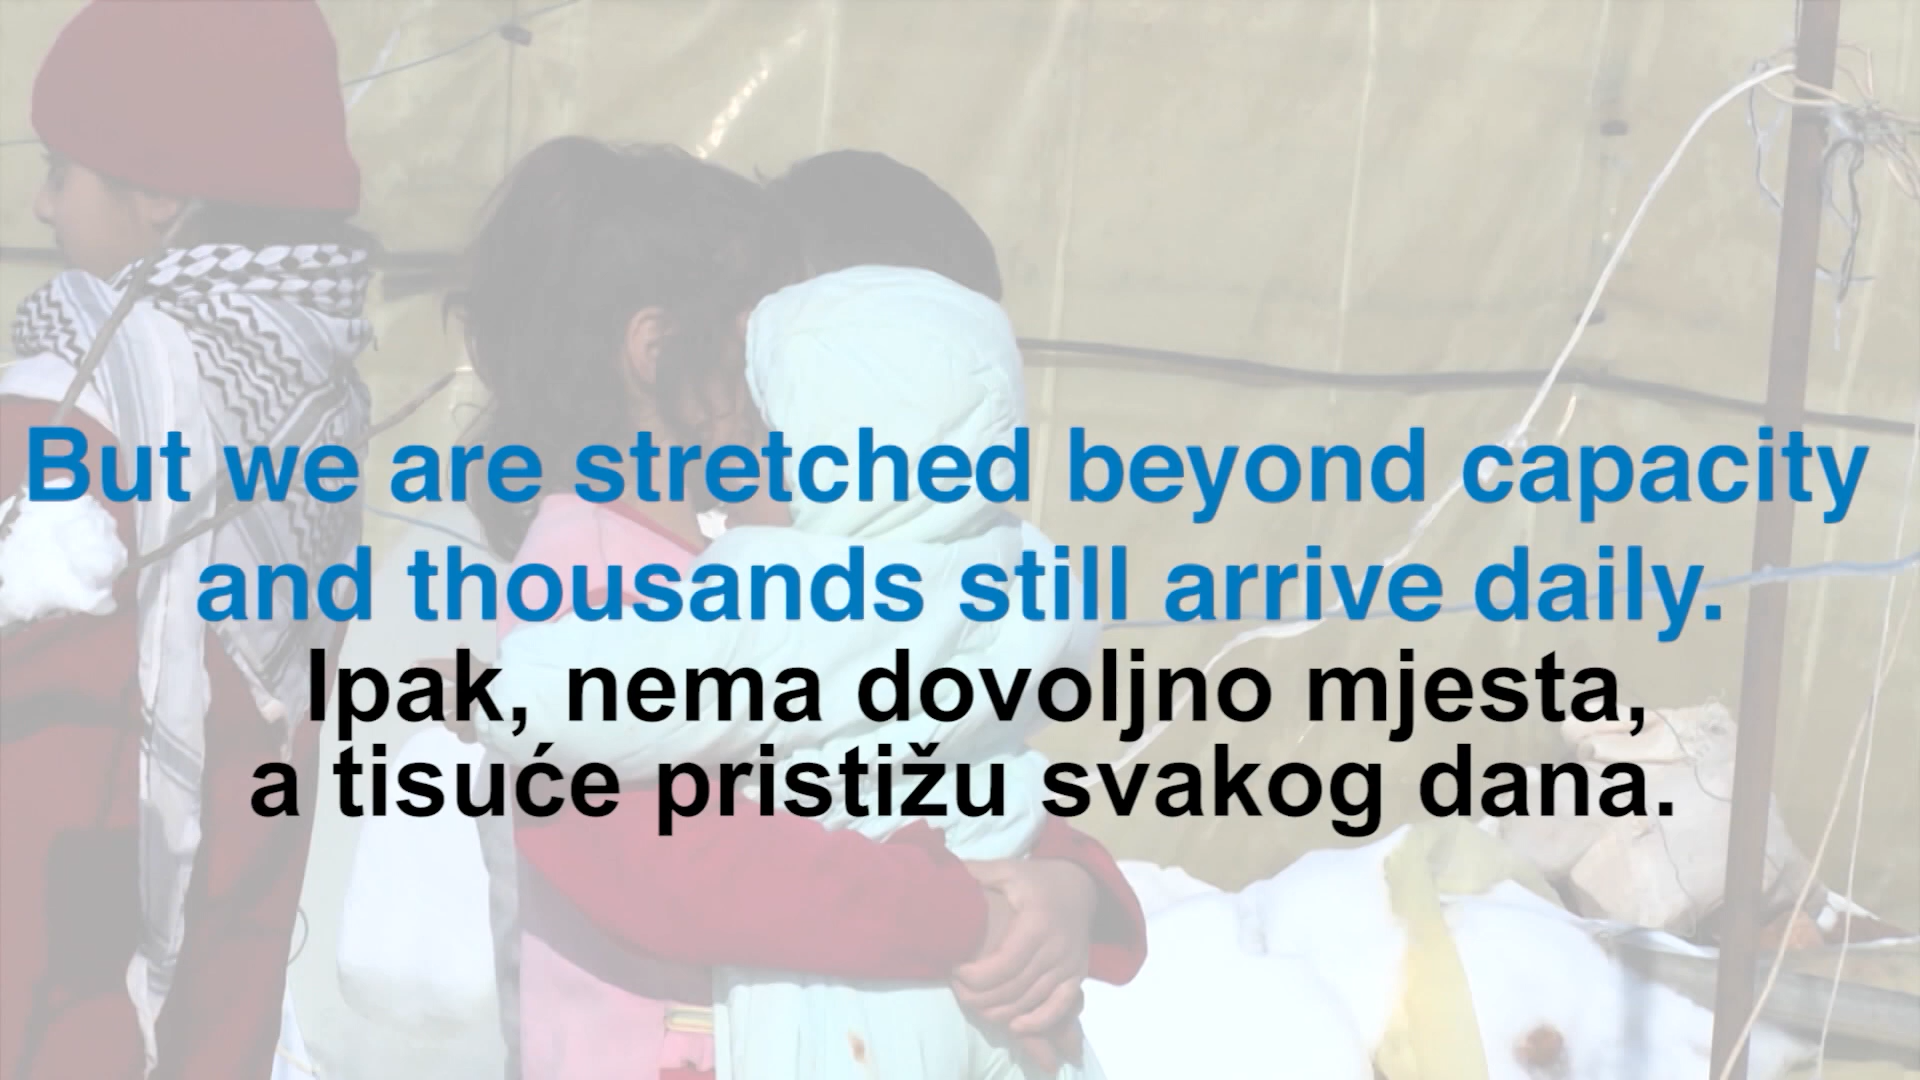 But we are stretched beyond capacity
and thousands still arrive daily.
Ipak, nema dovoljno mjesta,
a tisuće pristižu svakog dana.